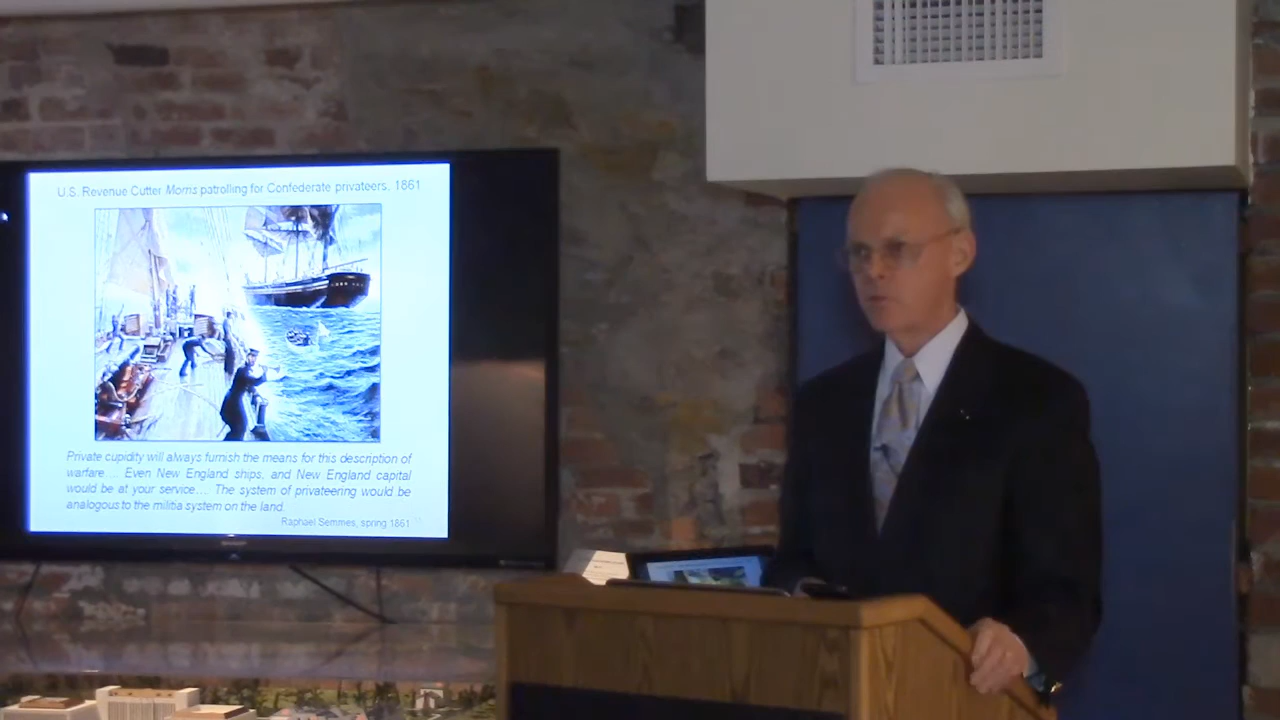 U.S. Revenue Cutter Morris patrolling for Confederate privateers, 1861
Private cupidity will always furnish the means for this description of
warfare... Even New England ships, and New England capital
would be at your service... The system of privateering would be
analogous to the militia system on the land.
Raphael Semmes, spring 1861
SHARP